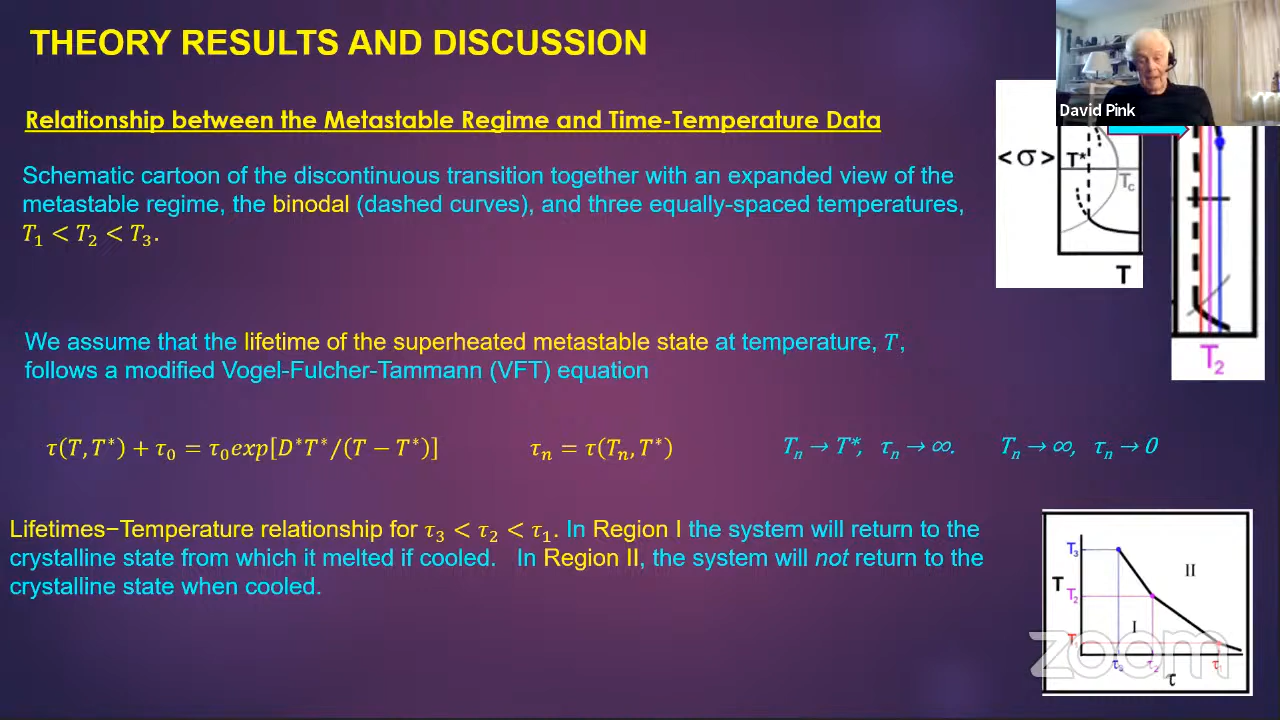 THEORY RESULTS AND DISCUSSION
David Pink
Relationship between the Metastable Regime and Time-Temperature Data
Schematic cartoon of the discontinuous transition together with an expanded view of the
metastable regime, the binodal (dashed curves), and three equally-spaced temperatures,
T₁ < T₂ < T₃.
<σ>
T*
T_c
T
T₂
We assume that the lifetime of the superheated metastable state at temperature, T,
follows a modified Vogel-Fulcher-Tammann (VFT) equation
τ(T, T*) + τ₀ = τ₀exp[D*T*/(T − T*)]
τₙ = τ(Tₙ, T*)
Tₙ → T*, τₙ → ∞.
Tₙ → ∞, τₙ → 0
Lifetimes−Temperature relationship for τ₃ < τ₂ < τ₁. In Region I the system will return to the
crystalline state from which it melted if cooled. In Region II, the system will not return to the
crystalline state when cooled.
T₃
II
T
T₂
I
T₁
zoom
τ₃ τ₂ τ₁
τ